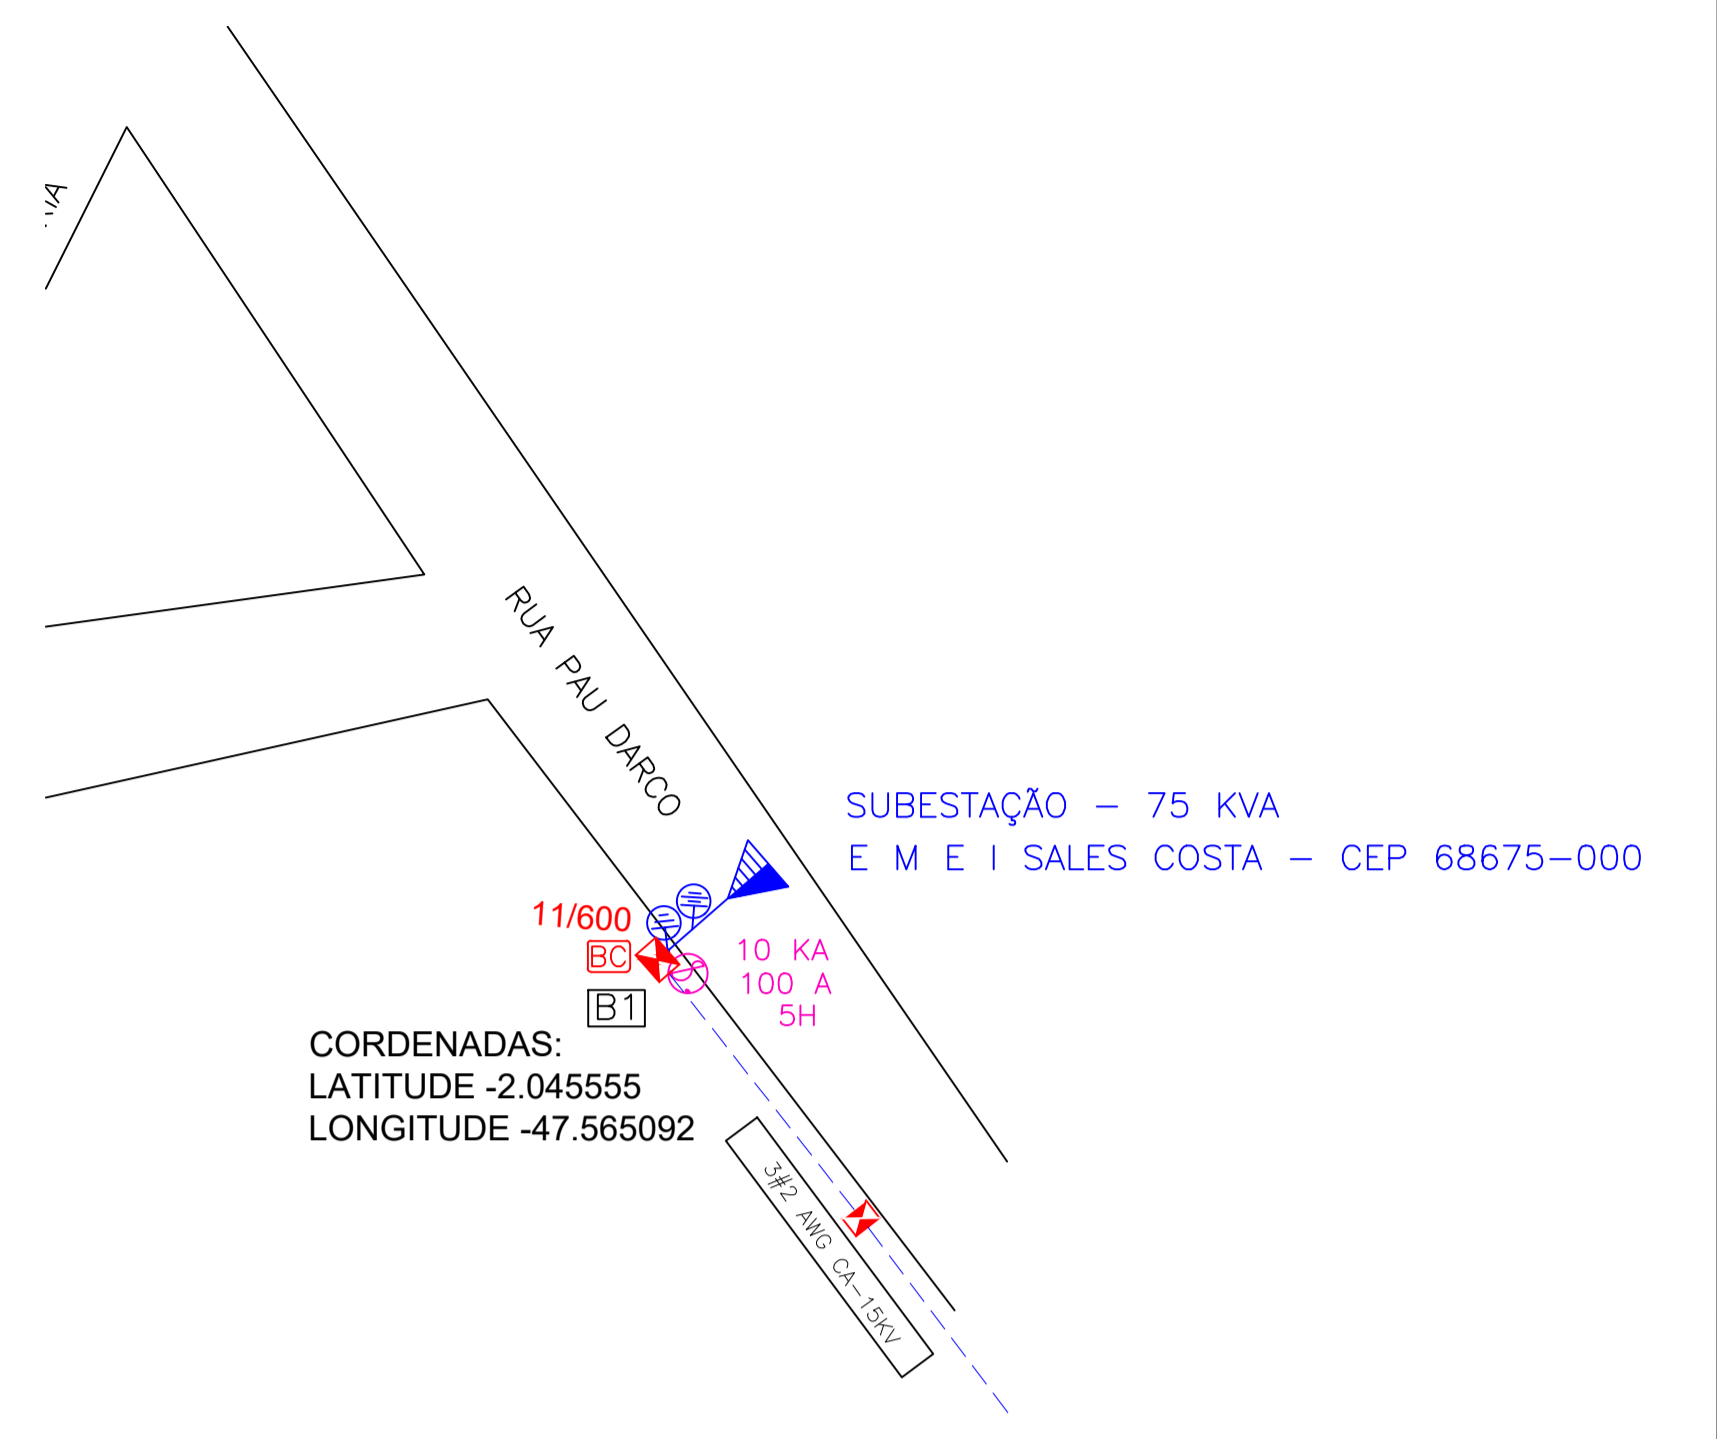 RUA PAU DARCO
SUBESTAÇÃO - 75 KVA
E M E I SALES COSTA - CEP 68675-000
11/600
BC
B1
10 KA
100 A
5H
CORDENADAS:
LATITUDE -2.045555
LONGITUDE -47.565092
3#2 AWG CA-15KV